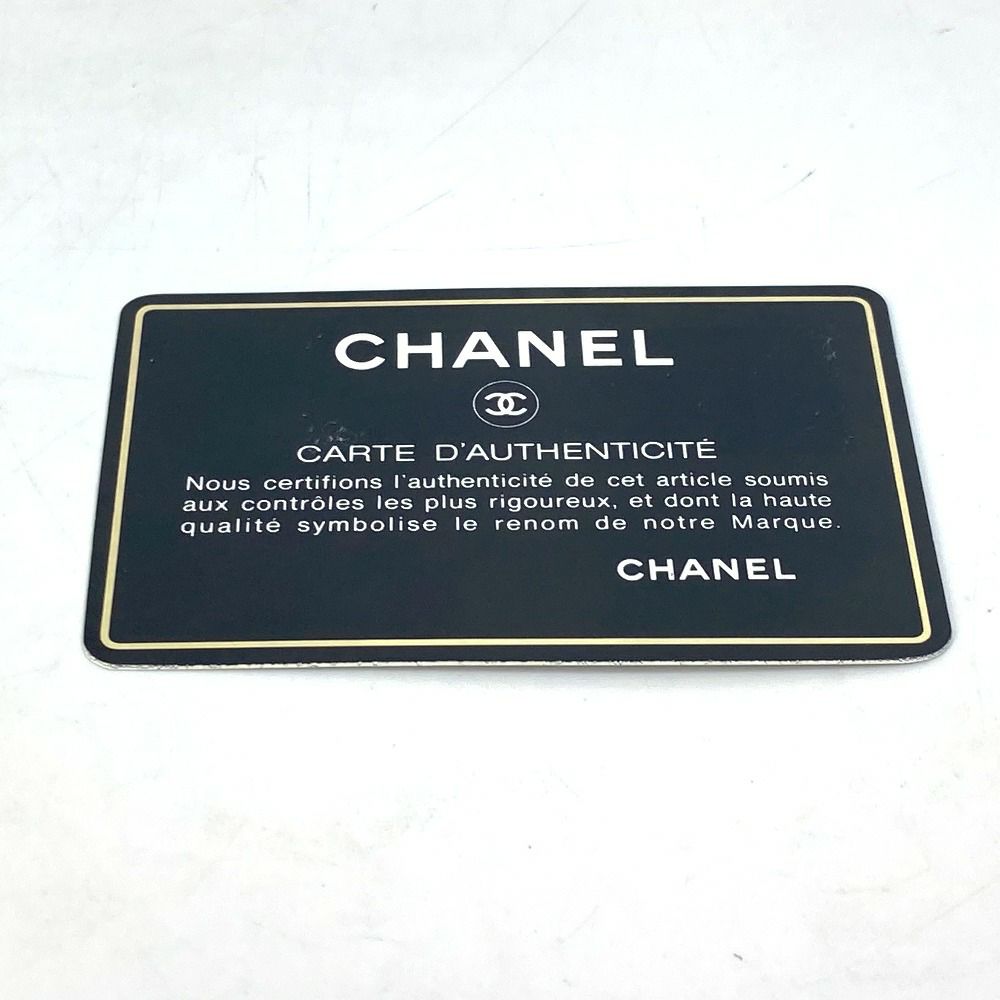 CHANEL
CARTE D'AUTHENTICITÉ
Nous certifions l'authenticité de cet article soumis
aux contrôles les plus rigoureux, et dont la haute
qualité symbolise le renom de notre Marque.
CHANEL